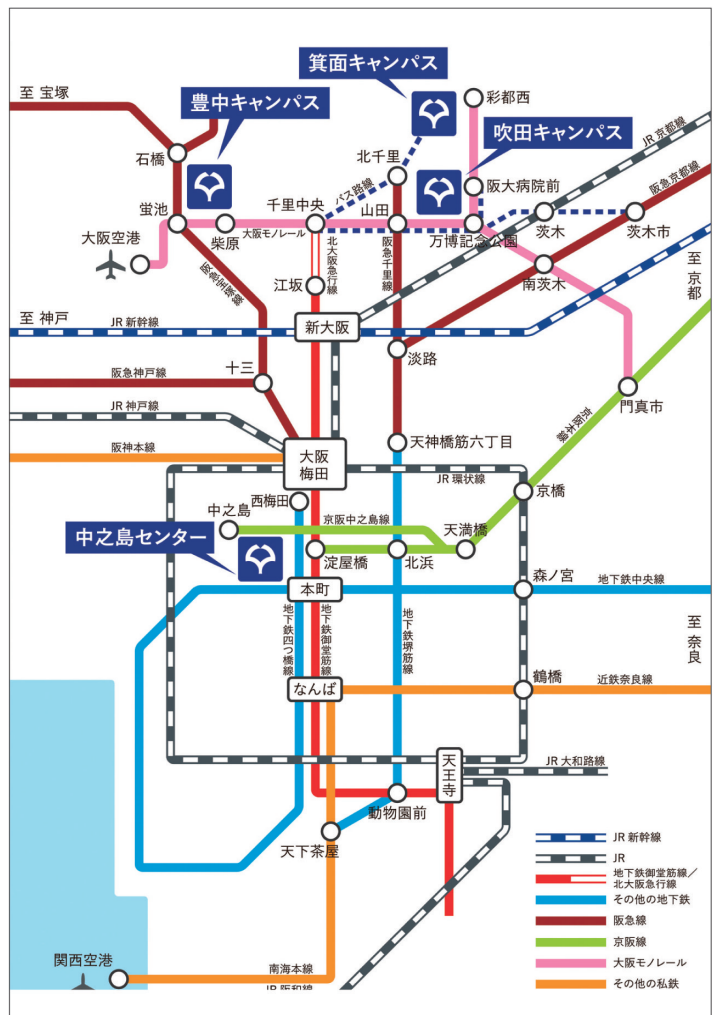 箕面キャンパス
至 宝塚
豊中キャンパス
彩都西
吹田キャンパス
JR 京都線
石橋
北千里
阪大病院前
阪急京都線
バス路線
千里中央
山田
茨木
茨木市
蛍池
柴原
大阪モノレール
万博記念公園
大阪空港
北大阪急行線
阪急千里線
南茨木
至 京都
阪急宝塚線
江坂
至 神戸
JR 新幹線
新大阪
淡路
十三
阪急神戸線
門真市
JR 神戸線
京阪本線
天神橋筋六丁目
阪神本線
大阪
梅田
JR 環状線
西梅田
京橋
中之島
京阪中之島線
天満橋
中之島センター
淀屋橋
北浜
森ノ宮
地下鉄中央線
本町
地下鉄四つ橋線
地下鉄御堂筋線
地下鉄堺筋線
至 奈良
鶴橋
なんば
近鉄奈良線
天王寺
JR 大和路線
動物園前
天下茶屋
JR 新幹線
JR
地下鉄御堂筋線／
北大阪急行線
その他の地下鉄
阪急線
京阪線
大阪モノレール
その他の私鉄
関西空港
南海本線
JR 阪和線